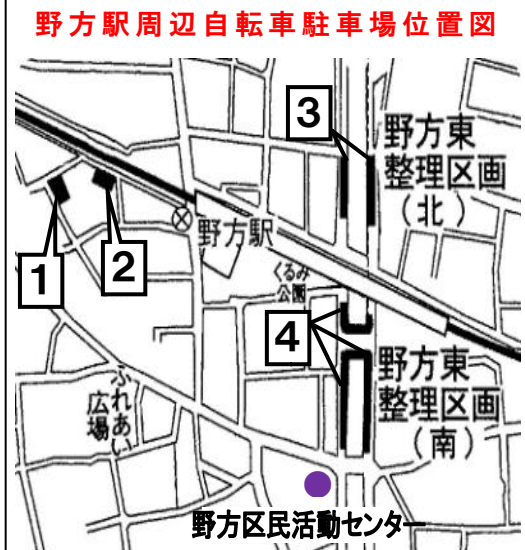 野方駅周辺自転車駐車場位置図
3
野方東
整理区画
（北）
1
2
野方駅
くるみ
公園
4
野方東
整理区画
（南）
ふれあい
広場
野方区民活動センター